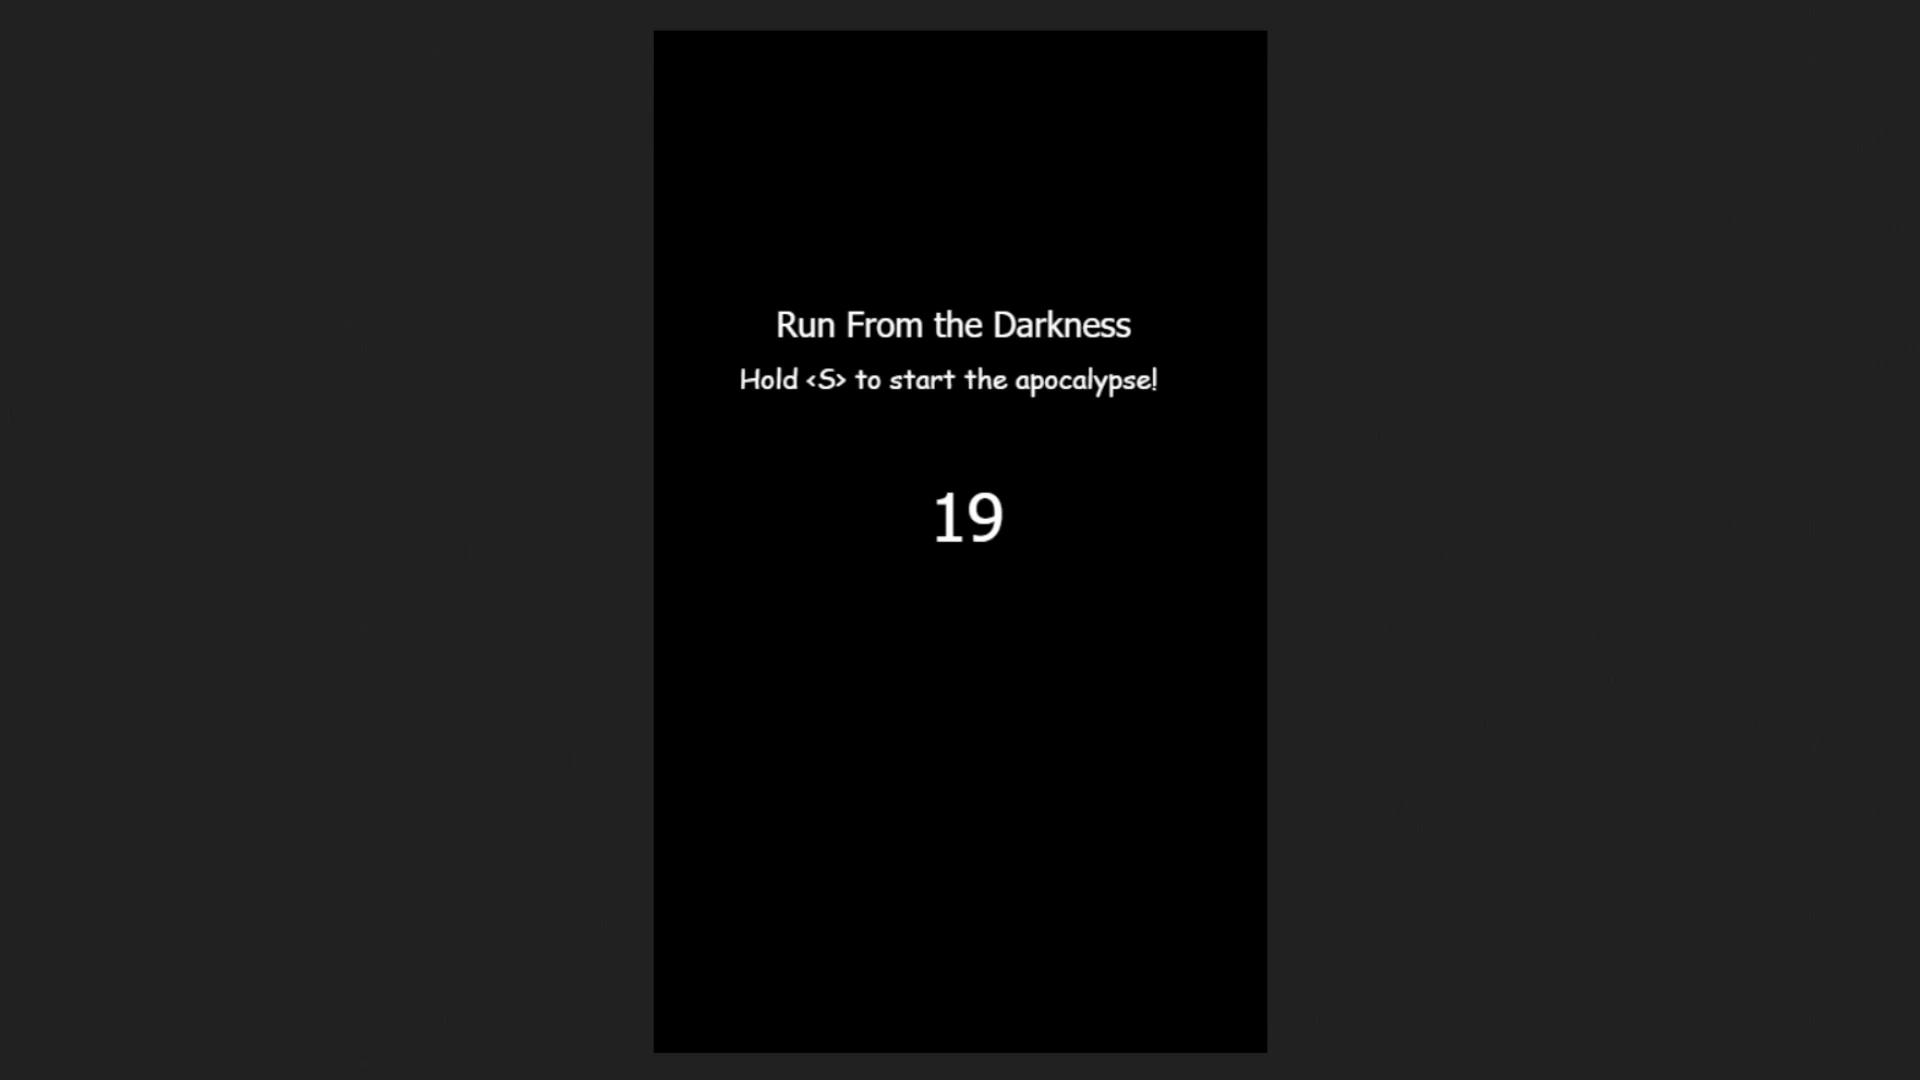 Run From the Darkness
Hold <S> to start the apocalypse!
19